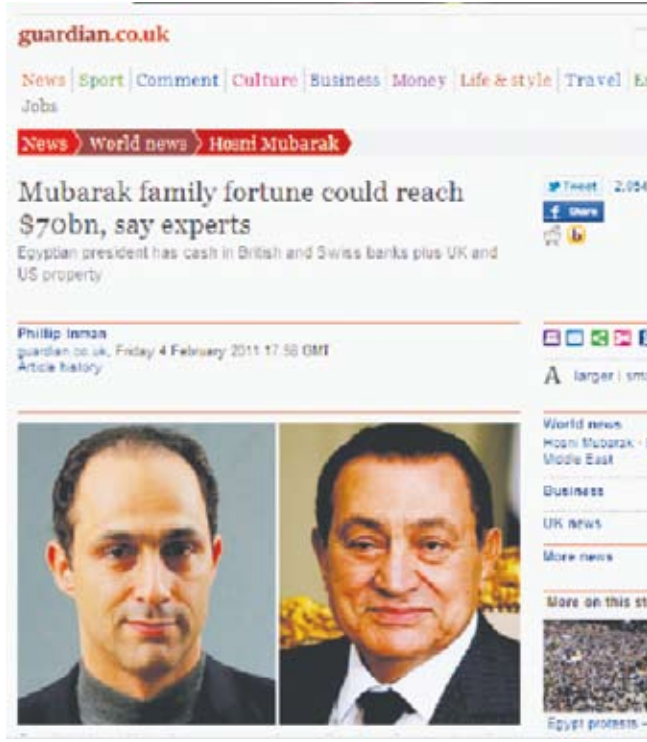 guardian.co.uk
News Sport Comment Culture Business Money Life & style Travel
Jobs
News World news Hosni Mubarak
Mubarak family fortune could reach
$70bn, say experts
Egyptian president has cash in British and Swiss banks plus UK and
US property
Tweet 2,054
Share
Phillip Inman
guardian.co.uk, Friday 4 February 2011 17.58 GMT
Article history
A larger |
World news
Hosni Mubarak
Middle East
Business
UK news
More news
More on this
Egypt protests –